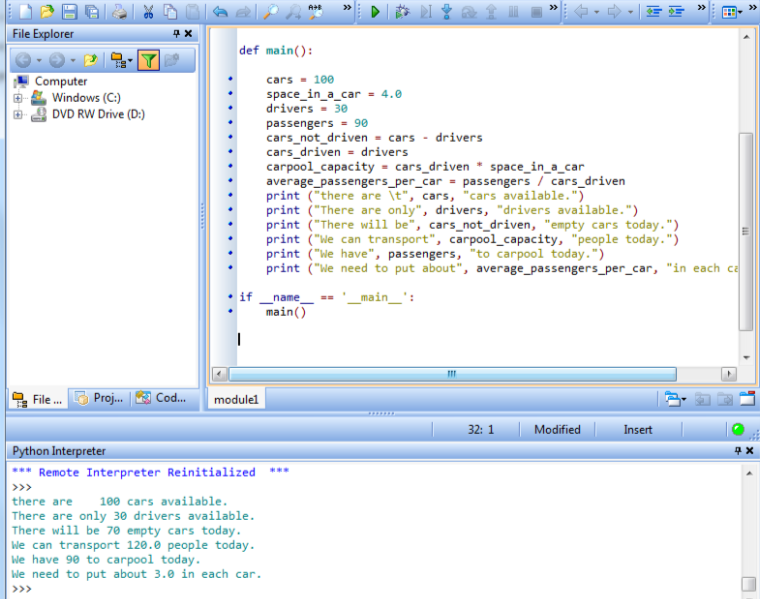 File Explorer
Computer
Windows (C:)
DVD RW Drive (D:)
def main():
cars = 100
space_in_a_car = 4.0
drivers = 30
passengers = 90
cars_not_driven = cars - drivers
cars_driven = drivers
carpool_capacity = cars_driven * space_in_a_car
average_passengers_per_car = passengers / cars_driven
print ("there are \t", cars, "cars available.")
print ("There are only", drivers, "drivers available.")
print ("There will be", cars_not_driven, "empty cars today.")
print ("We can transport", carpool_capacity, "people today.")
print ("We have", passengers, "to carpool today.")
print ("We need to put about", average_passengers_per_car, "in each ca
if __name__ == '__main__':
main()
File ... Proj... Cod...
module1
32: 1 Modified Insert
Python Interpreter
*** Remote Interpreter Reinitialized ***
>>>
there are    100 cars available.
There are only 30 drivers available.
There will be 70 empty cars today.
We can transport 120.0 people today.
We have 90 to carpool today.
We need to put about 3.0 in each car.
>>>